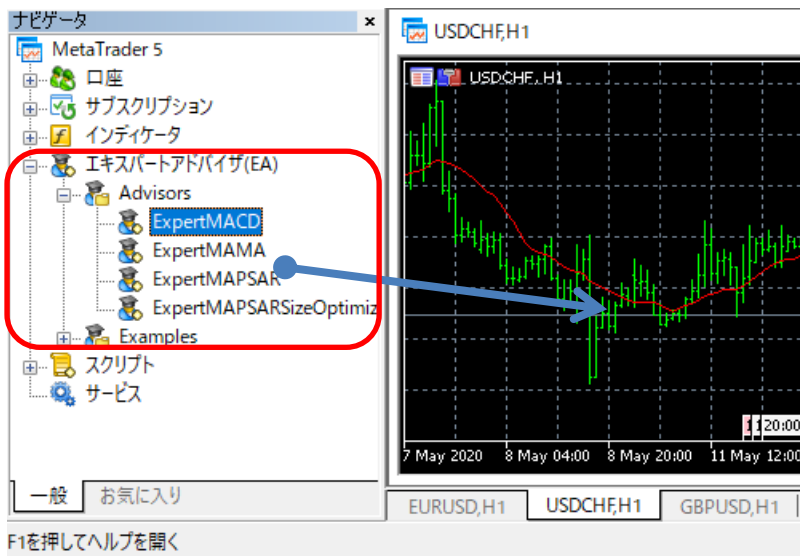 ナビゲータ
MetaTrader 5
口座
サブスクリプション
インディケータ
エキスパートアドバイザ(EA)
Advisors
ExpertMACD
ExpertMAMA
ExpertMAPSAR
ExpertMAPSARSizeOptimiz
Examples
スクリプト
サービス
一般
お気に入り
F1を押してヘルプを開く
USDCHF,H1
USDCHF, H1
20:00
7 May 2020 8 May 04:00 8 May 20:00 11 May 12:00
EURUSD,H1 USDCHF,H1 GBPUSD,H1